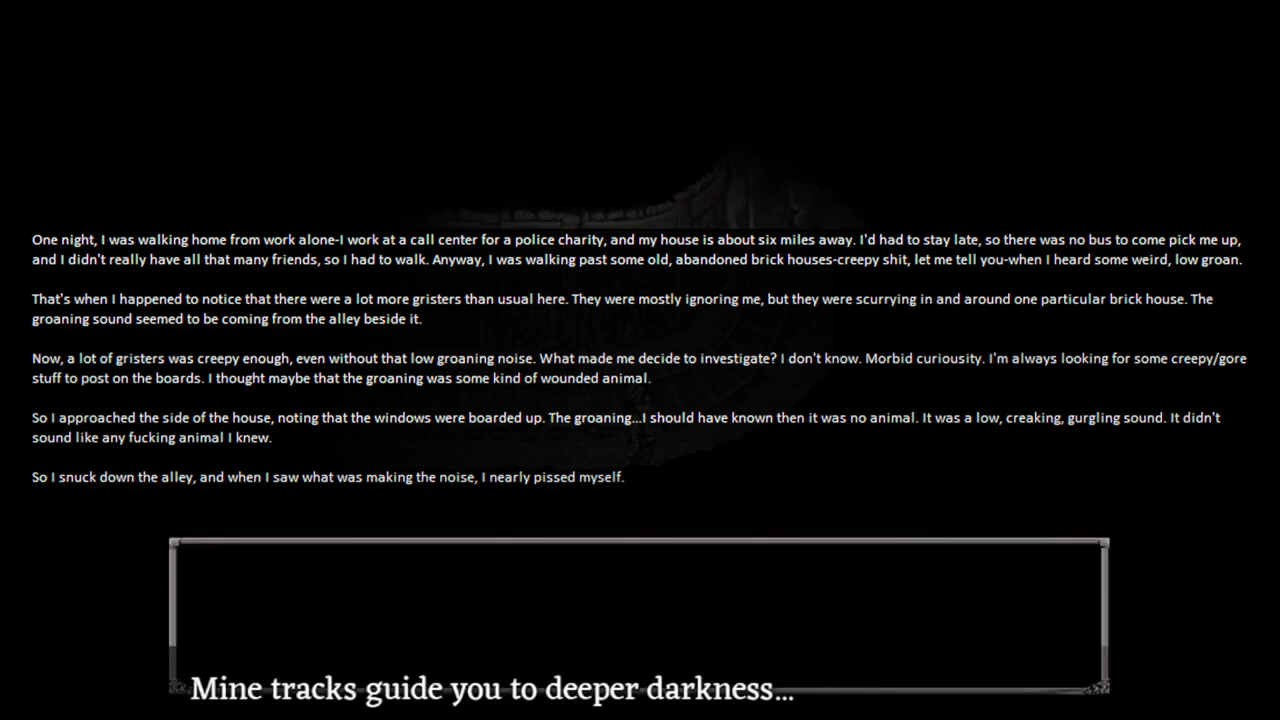 One night, I was walking home from work alone-I work at a call center for a police charity, and my house is about six miles away. I'd had to stay late, so there was no bus to come pick me up,
and I didn't really have all that many friends, so I had to walk. Anyway, I was walking past some old, abandoned brick houses-creepy shit, let me tell you-when I heard some weird, low groan.
That's when I happened to notice that there were a lot more gristers than usual here. They were mostly ignoring me, but they were scurrying in and around one particular brick house. The
groaning sound seemed to be coming from the alley beside it.
Now, a lot of gristers was creepy enough, even without that low groaning noise. What made me decide to investigate? I don't know. Morbid curiousity. I'm always looking for some creepy/gore
stuff to post on the boards. I thought maybe that the groaning was some kind of wounded animal.
So I approached the side of the house, noting that the windows were boarded up. The groaning...I should have known then it was no animal. It was a low, creaking, gurgling sound. It didn't
sound like any fucking animal I knew.
So I snuck down the alley, and when I saw what was making the noise, I nearly pissed myself.
Mine tracks guide you to deeper darkness...